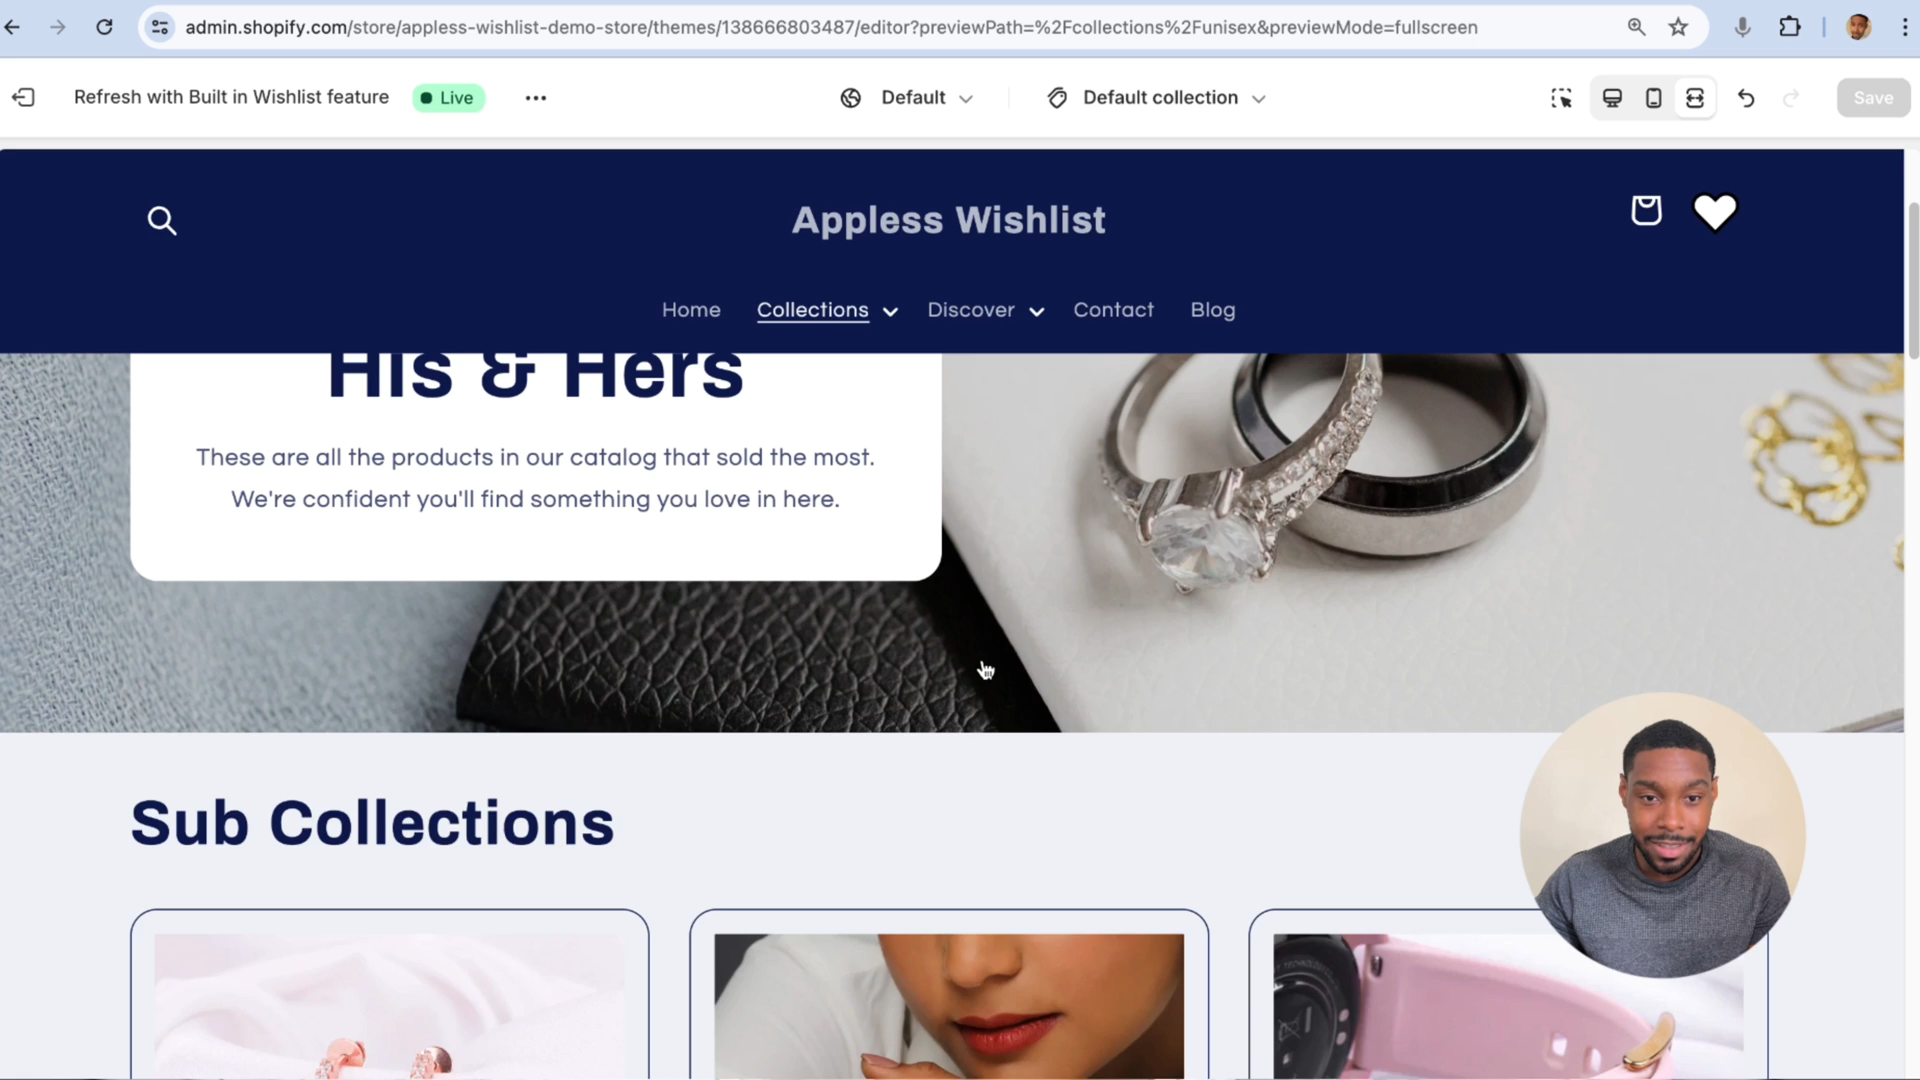 admin.shopify.com/store/appless-wishlist-demo-store/themes/138666803487/editor?previewPath=%2Fcollections%2Funisex&previewMode=fullscreen
Refresh with Built in Wishlist feature
Live
Default
Default collection
Save
Appless Wishlist
Home
Collections
Discover
Contact
Blog
His & Hers
These are all the products in our catalog that sold the most.
We're confident you'll find something you love in here.
Sub Collections